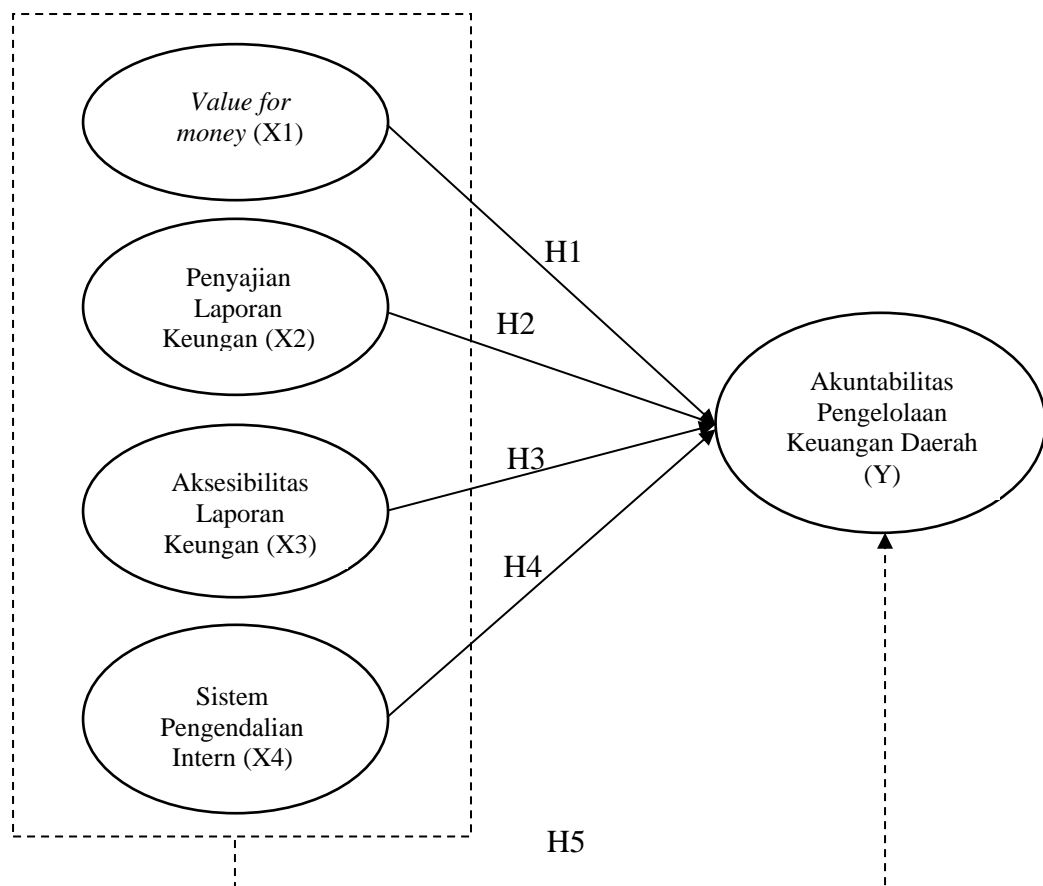 Value for
money (X1)
Penyajian
Laporan
Keungan (X2)
Aksesibilitas
Laporan
Keungan (X3)
Sistem
Pengendalian
Intern (X4)
H1
H2
H3
H4
Akuntabilitas
Pengelolaan
Keuangan Daerah
(Y)
H5